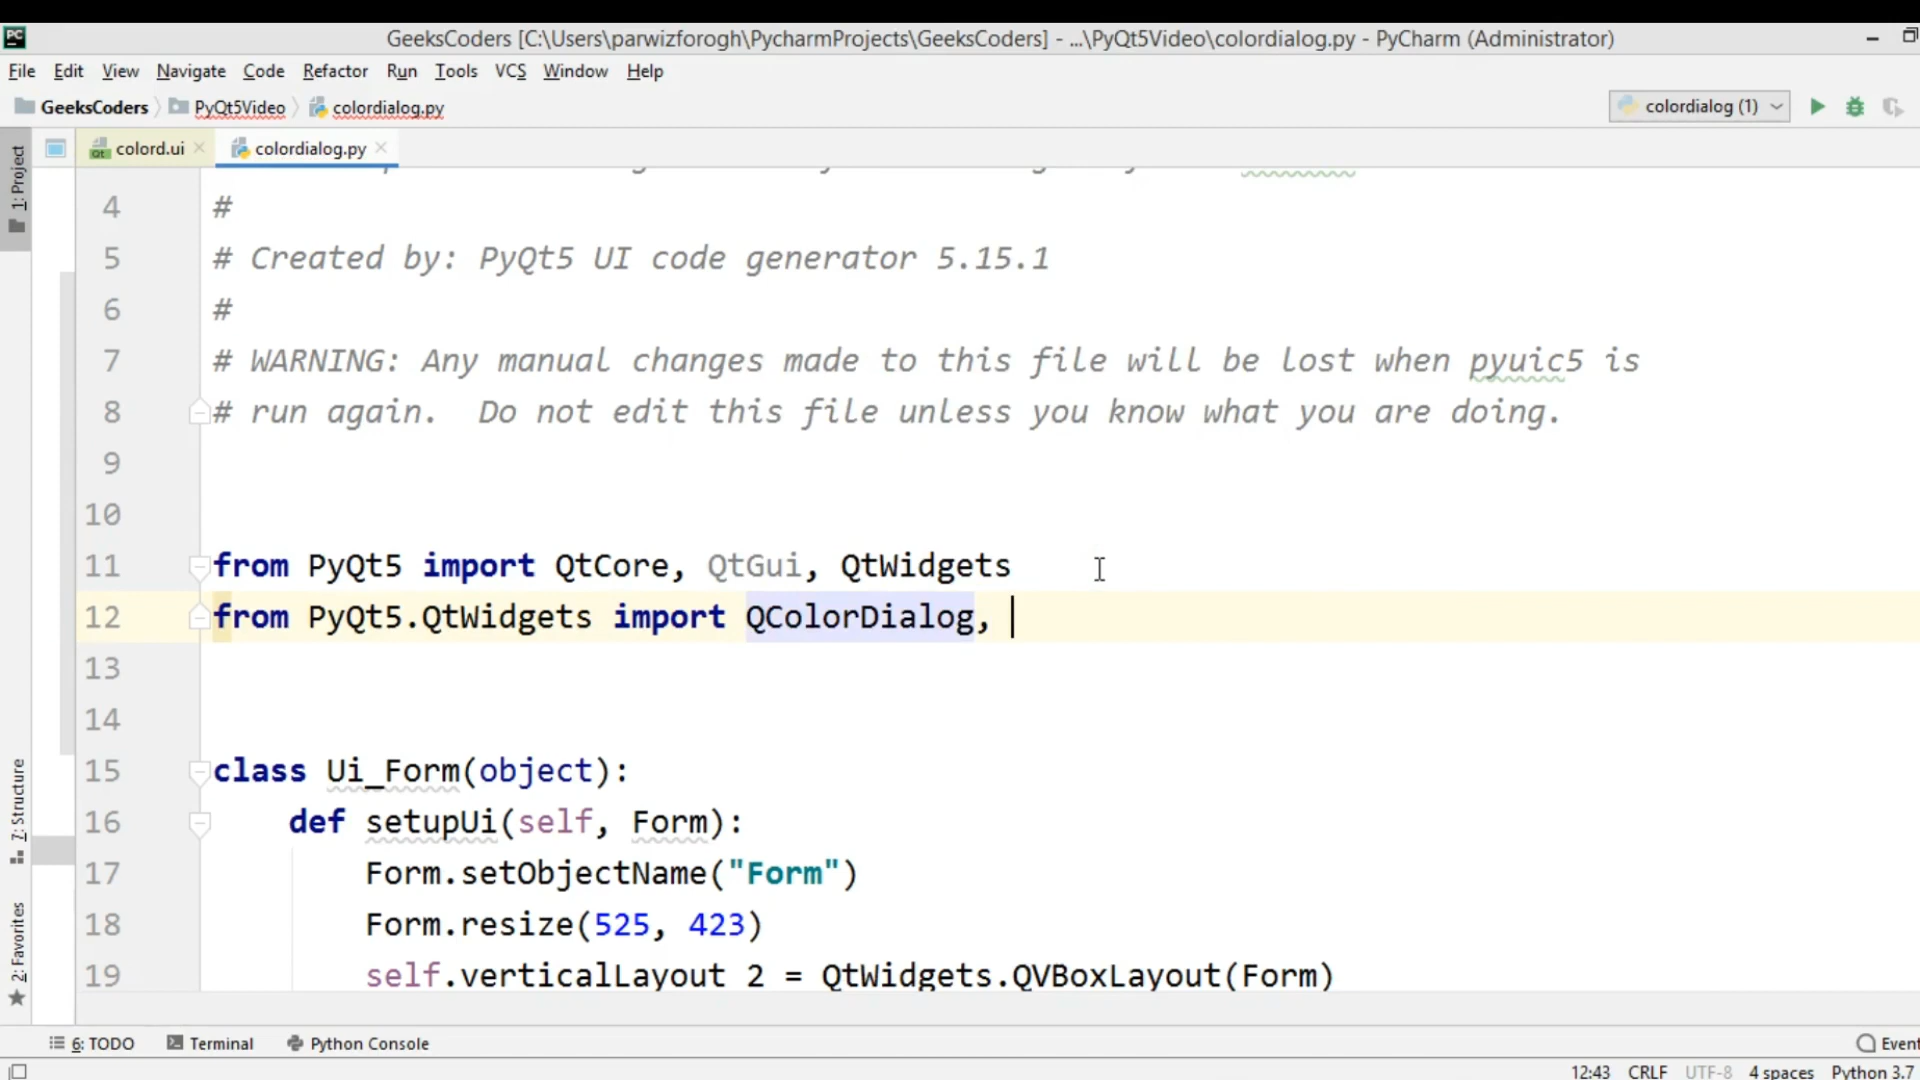 PC
GeeksCoders [C:\Users\parwizforogh\PycharmProjects\GeeksCoders] - ...\PyQt5Video\colordialog.py - PyCharm (Administrator)
File Edit View Navigate Code Refactor Run Tools VCS Window Help
GeeksCoders PyQt5Video colordialog.py
colordialog (1)
colord.ui
colordialog.py
1: Project
4 #
5 # Created by: PyQt5 UI code generator 5.15.1
6 #
7 # WARNING: Any manual changes made to this file will be lost when pyuic5 is
8 # run again.  Do not edit this file unless you know what you are doing.
9
10
11 from PyQt5 import QtCore, QtGui, QtWidgets
12 from PyQt5.QtWidgets import QColorDialog,
13
14
15 class Ui_Form(object):
16 def setupUi(self, Form):
17 Form.setObjectName("Form")
18 Form.resize(525, 423)
19 self.verticalLayout 2 = QtWidgets.QVBoxLayout(Form)
7: Structure
2: Favorites
6: TODO Terminal Python Console
Event
12:43 CRLF UTF-8 4 spaces Python 3.7